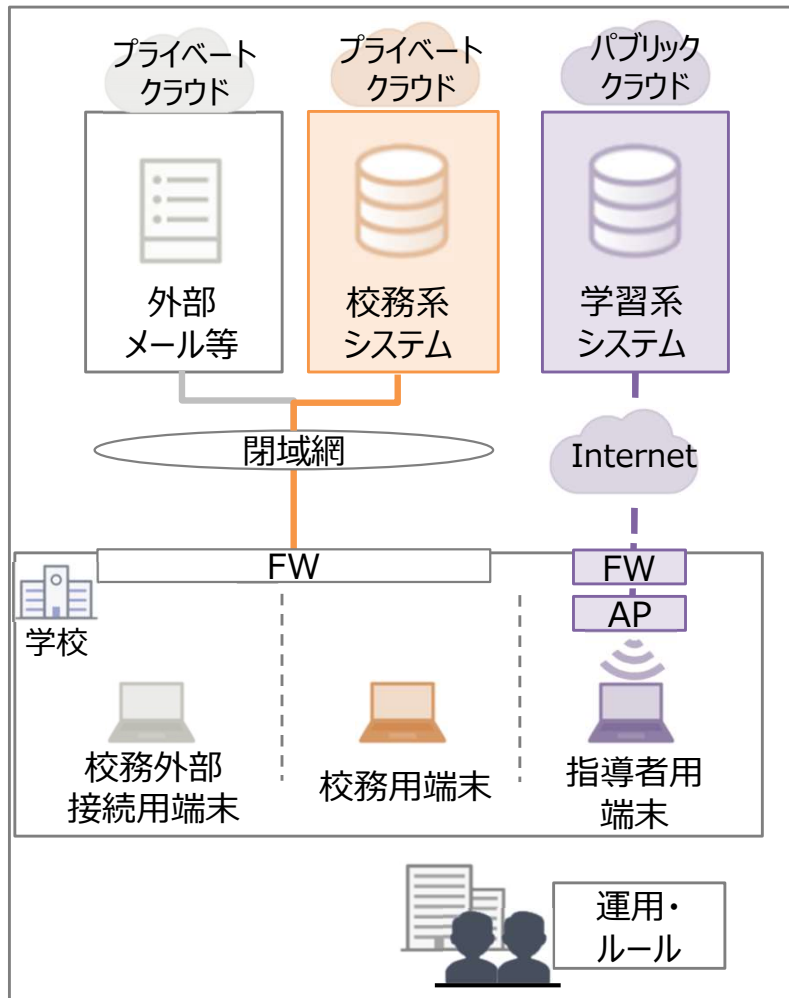 プライベート
クラウド
プライベート
クラウド
パブリック
クラウド
外部
メール等
校務系
システム
学習系
システム
閉域網
Internet
FW
FW
AP
学校
校務外部
接続用端末
校務用端末
指導者用
端末
運用・
ルール